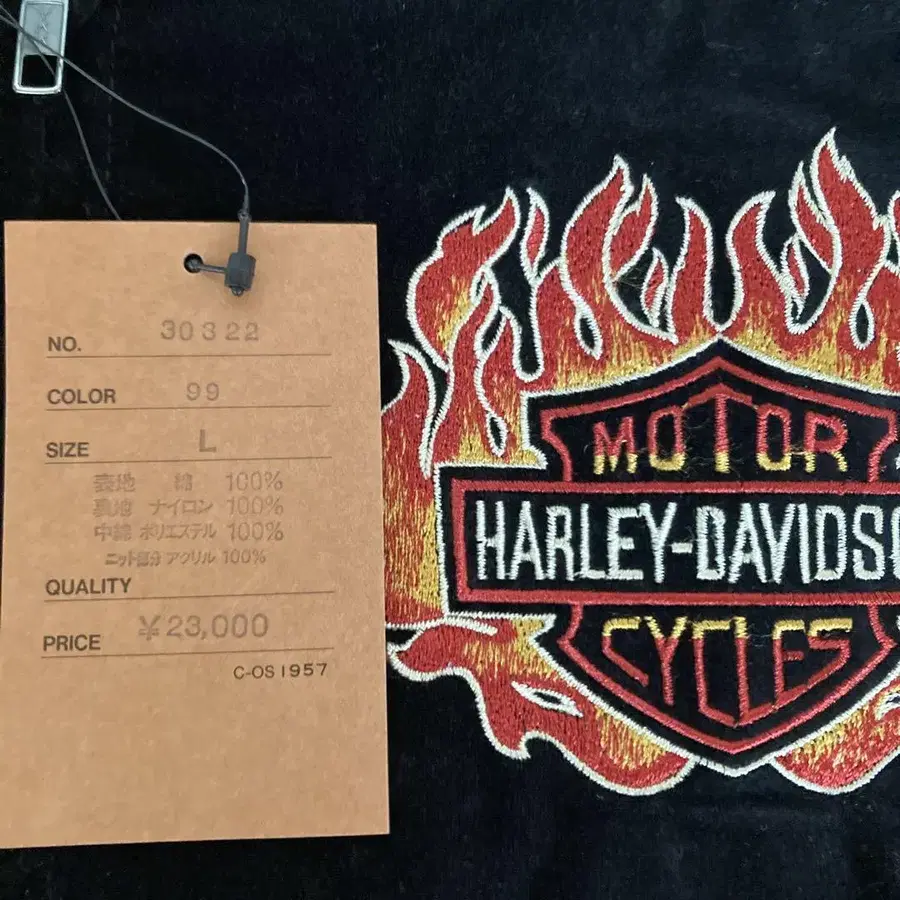 NO. 30322
COLOR 99
SIZE L
表地 綿 100%
裏地 ナイロン 100%
中綿 ポリエステル 100%
ニット部分 アクリル 100%
QUALITY
PRICE ¥23,000
C-OS 1957
MOTOR
HARLEY-DAVIDSO
CYCLES